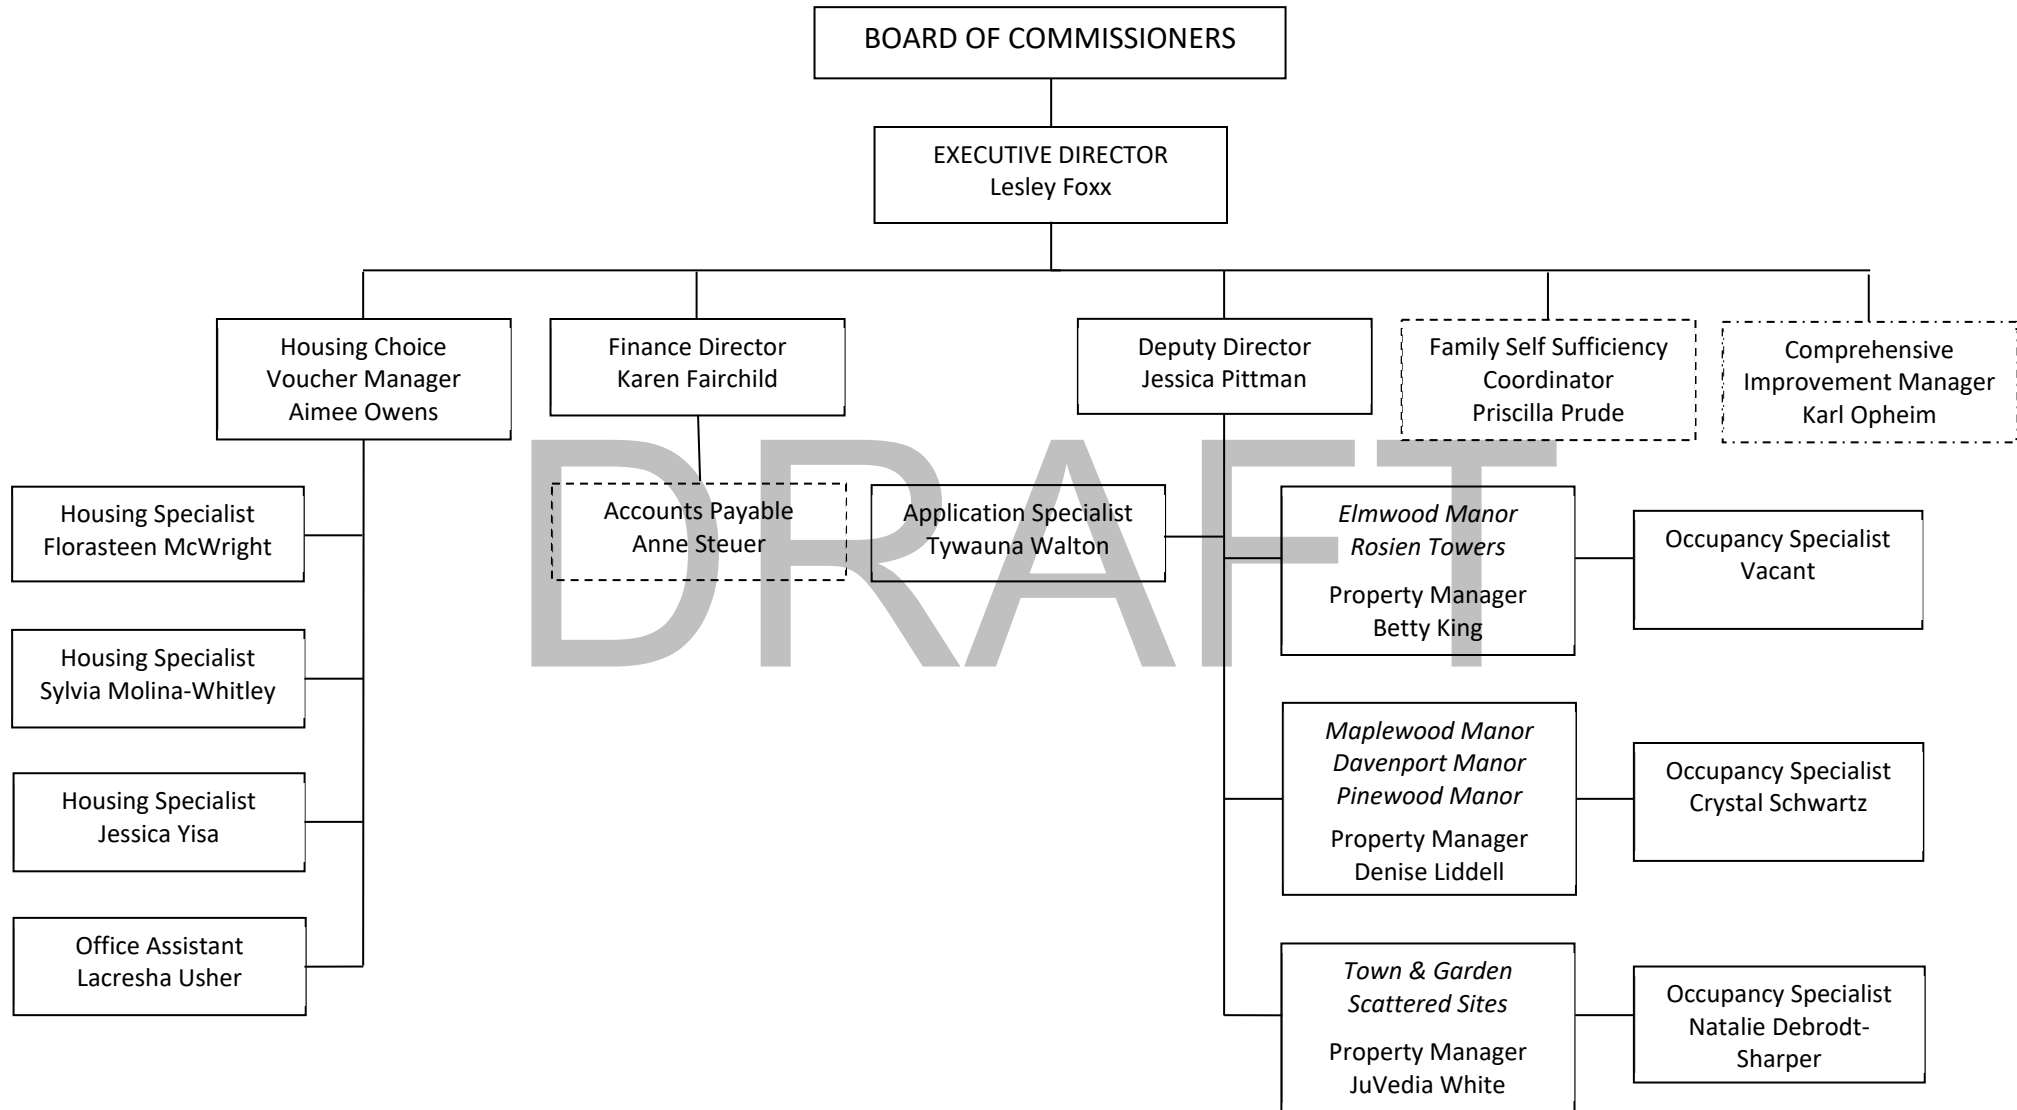 BOARD OF COMMISSIONERS
EXECUTIVE DIRECTOR
Lesley Foxx
Housing Choice
Voucher Manager
Aimee Owens
Finance Director
Karen Fairchild
Deputy Director
Jessica Pittman
Family Self Sufficiency
Coordinator
Priscilla Prude
Comprehensive
Improvement Manager
Karl Opheim
DRAFT
Housing Specialist
Florasteen McWright
Accounts Payable
Anne Steuer
Application Specialist
Tywauna Walton
Elmwood Manor
Rosien Towers
Property Manager
Betty King
Occupancy Specialist
Vacant
Housing Specialist
Sylvia Molina-Whitley
Maplewood Manor
Davenport Manor
Pinewood Manor
Property Manager
Denise Liddell
Occupancy Specialist
Crystal Schwartz
Housing Specialist
Jessica Yisa
Office Assistant
Lacresha Usher
Town & Garden
Scattered Sites
Property Manager
JuVedia White
Occupancy Specialist
Natalie Debrodt-
Sharper